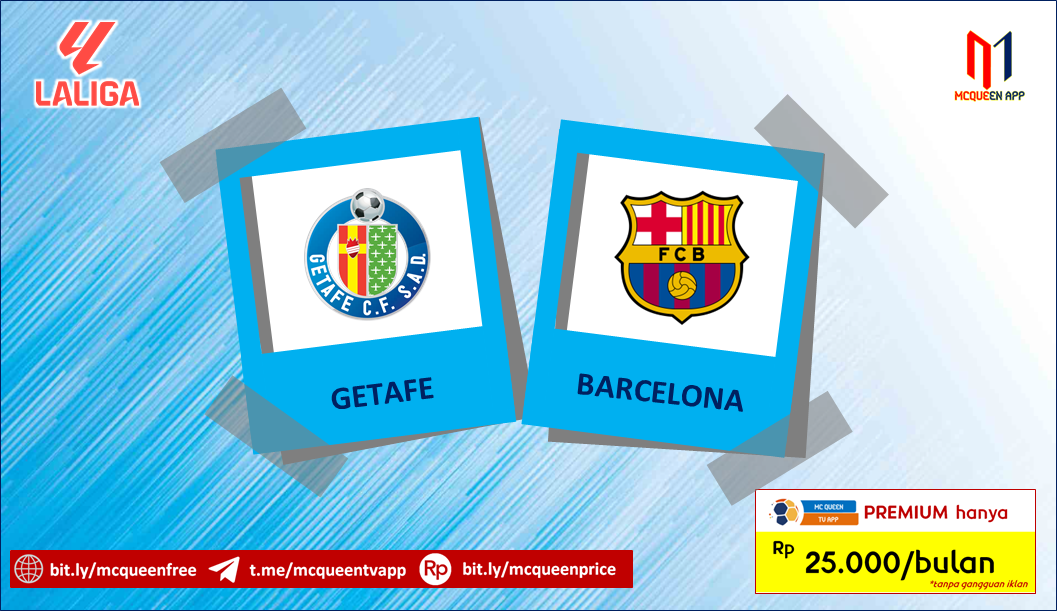 LALIGA
MCQUEEN APP
GETAFE C.F. S.A.D.
FCB
GETAFE
BARCELONA
MC QUEEN
TV APP
PREMIUM hanya
Rp 25.000/bulan
*tanpa gangguan iklan
bit.ly/mcqueenfree t.me/mcqueentvapp Rp bit.ly/mcqueenprice